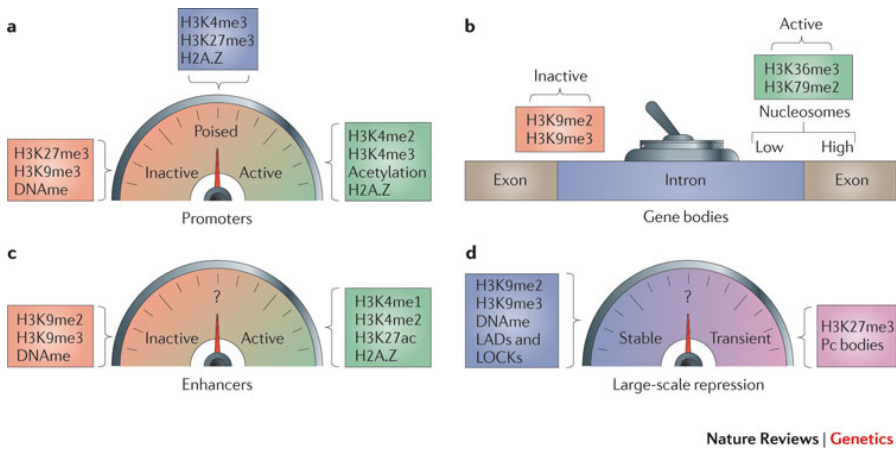 a
H3K4me3
H3K27me3
H2A.Z
H3K27me3
H3K9me3
DNAme
Inactive
Poised
Active
H3K4me2
H3K4me3
Acetylation
H2A.Z
Promoters
b
Inactive
H3K9me2
H3K9me3
Active
H3K36me3
H3K79me2
Nucleosomes
Low
High
Exon
Intron
Exon
Gene bodies
c
H3K9me2
H3K9me3
DNAme
Inactive
?
Active
H3K4me1
H3K4me2
H3K27ac
H2A.Z
Enhancers
d
H3K9me2
H3K9me3
DNAme
LADs and
LOCKs
Stable
?
Transient
H3K27me3
Pc bodies
Large-scale repression
Nature Reviews | Genetics